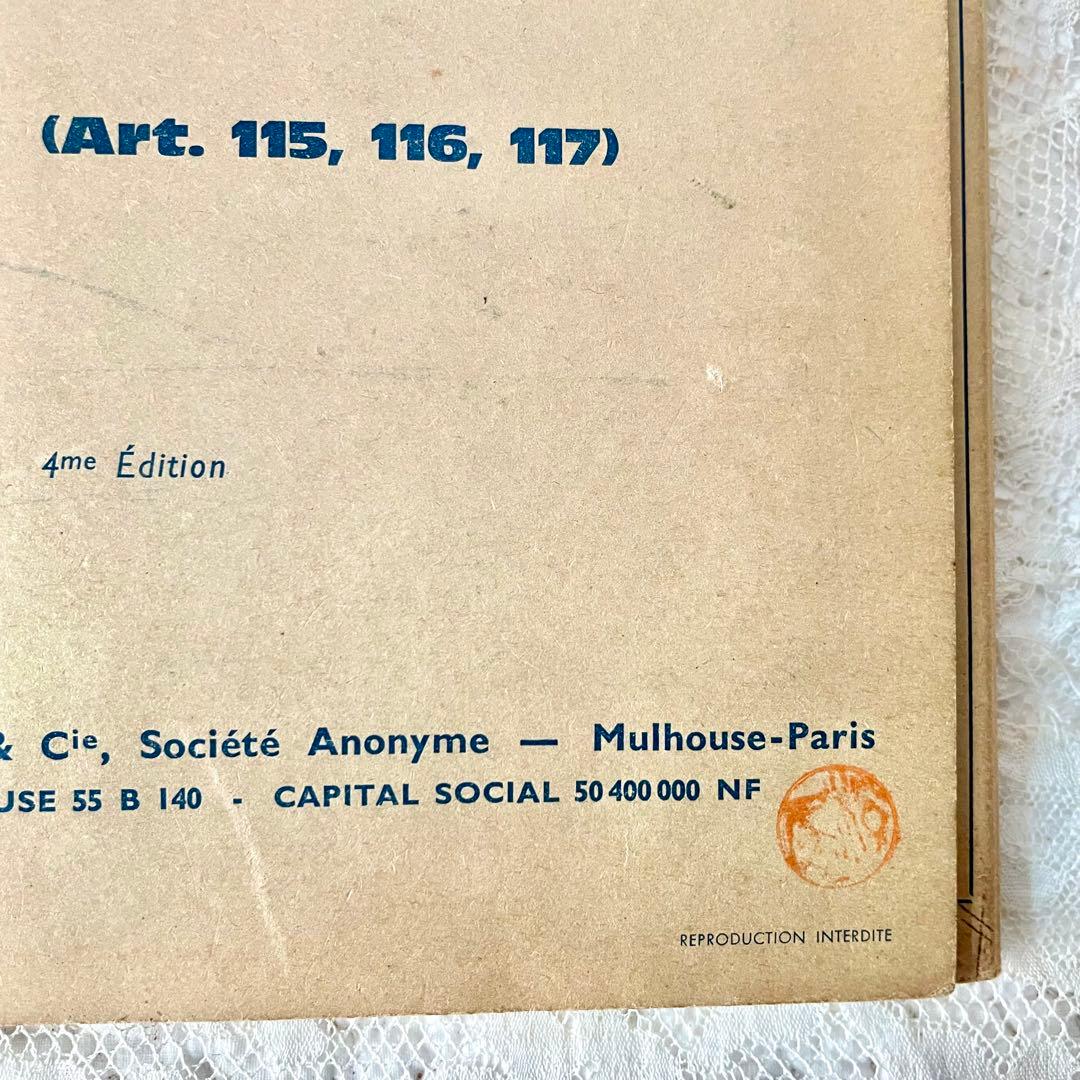 (Art. 115, 116, 117)
4me Édition
& Cie, Société Anonyme — Mulhouse-Paris
USE 55 B 140 - CAPITAL SOCIAL 50 400 000 NF
REPRODUCTION INTERDITE